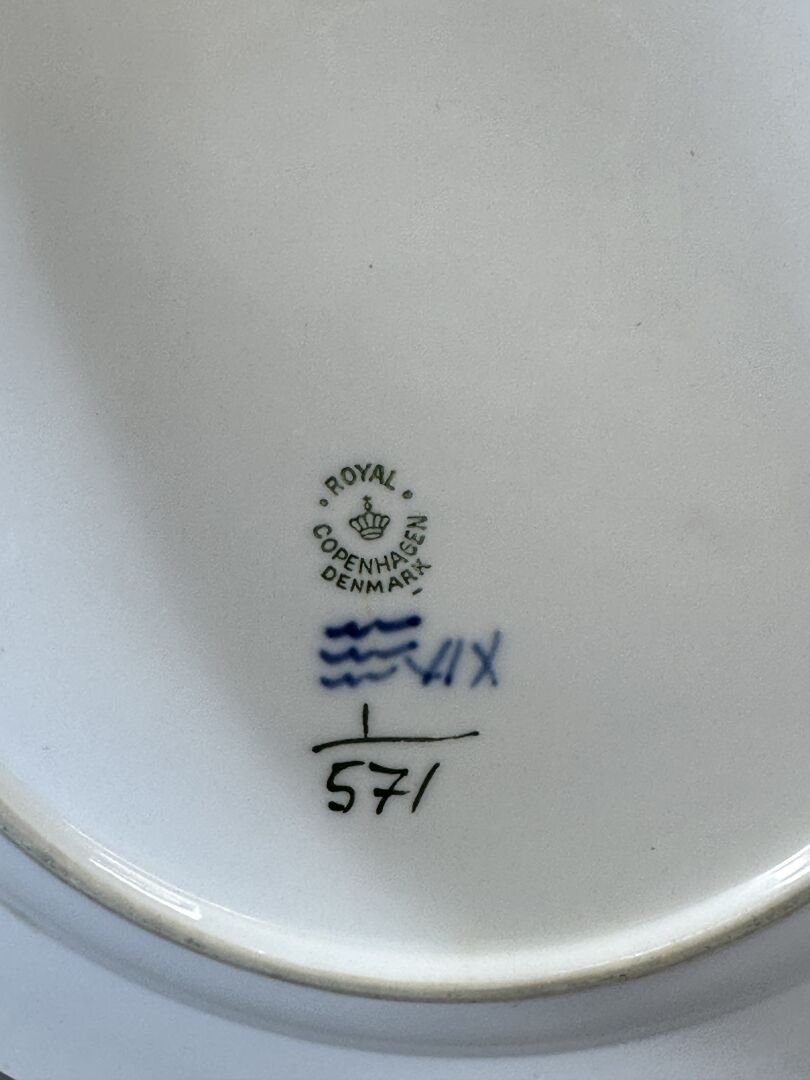 ROYAL
COPENHAGEN
DENMARK
1
571